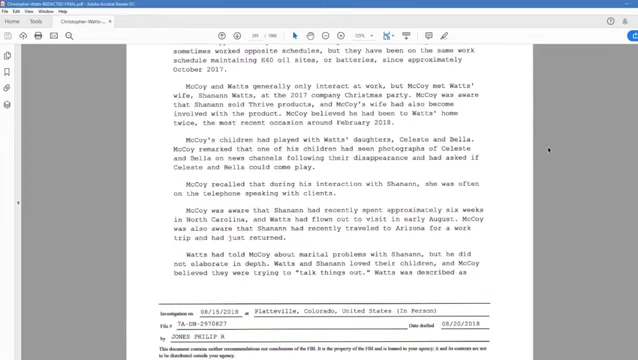 Christopher-Watts-REDACTED FINAL.pdf
File Edit View Window Help
Home Tools Christopher-Watts-...
125%
sometimes worked opposite schedules, but they have been on the same work
schedule maintaining E40 oil sites, or batteries, since approximately
October 2017.
McCoy and Watts generally only interact at work, but McCoy met Watts'
wife, Shanann Watts, at the 2017 company Christmas party. McCoy was aware
that Shanann sold Thrive products, and McCoy's wife had also become
involved with the product. McCoy believed he had been to Watts' home
twice, the most recent occasion around February 2018.
McCoy's children had played with Watts' daughters, Celeste and Bella.
McCoy remarked that one of his children had seen photographs of Celeste
and Bella on news channels following their disappearance and had asked if
Celeste and Bella could come play.
McCoy recalled that during his interaction with Shanann, she was often
on the telephone speaking with clients.
McCoy was aware that Shanann had recently spent approximately six weeks
in North Carolina, and Watts had flown out to visit in early August. McCoy
was also aware that Shanann had recently traveled to Arizona for a work
trip and had just returned.
Watts had told McCoy about marital problems with Shanann, but he did
not elaborate in depth. Watts and Shanann loved their children, and McCoy
believed they were trying to "talk things out." Watts was described as
Investigation on 08/15/2018 at Platteville, Colorado, United States (In Person)
File # 7A-DN-2970827 Date drafted 08/20/2018
by JONES PHILIP R
This document contains neither recommendations nor conclusions of the FBI. It is the property of the FBI and is loaned to your agency; it and its contents are not
to be distributed outside your agency.